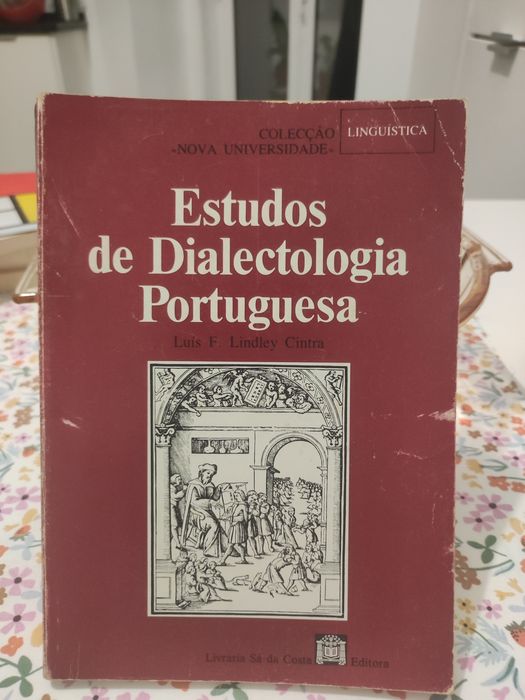 COLECÇÃO
«NOVA UNIVERSIDADE»
LINGUÍSTICA
Estudos
de Dialectologia
Portuguesa
Luís F. Lindley Cintra
Livraria Sá da Costa Editora